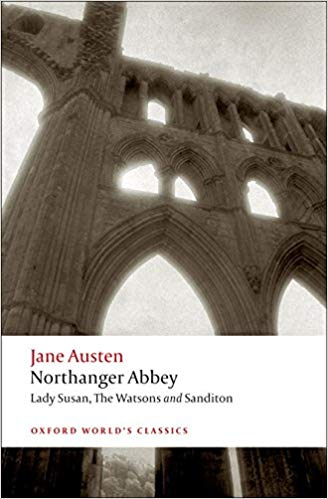 Jane Austen
Northanger Abbey
Lady Susan, The Watsons and Sanditon
OXFORD WORLD'S CLASSICS